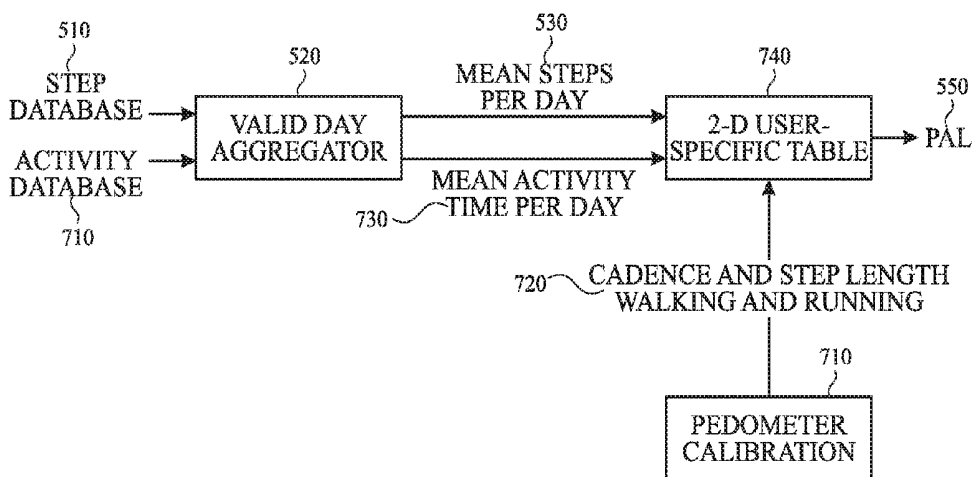 510
STEP
DATABASE
ACTIVITY
DATABASE
710
520
VALID DAY
AGGREGATOR
530
MEAN STEPS
PER DAY
MEAN ACTIVITY
730 TIME PER DAY
740
2-D USER-
SPECIFIC TABLE
550
PAL
720 CADENCE AND STEP LENGTH
WALKING AND RUNNING
710
PEDOMETER
CALIBRATION